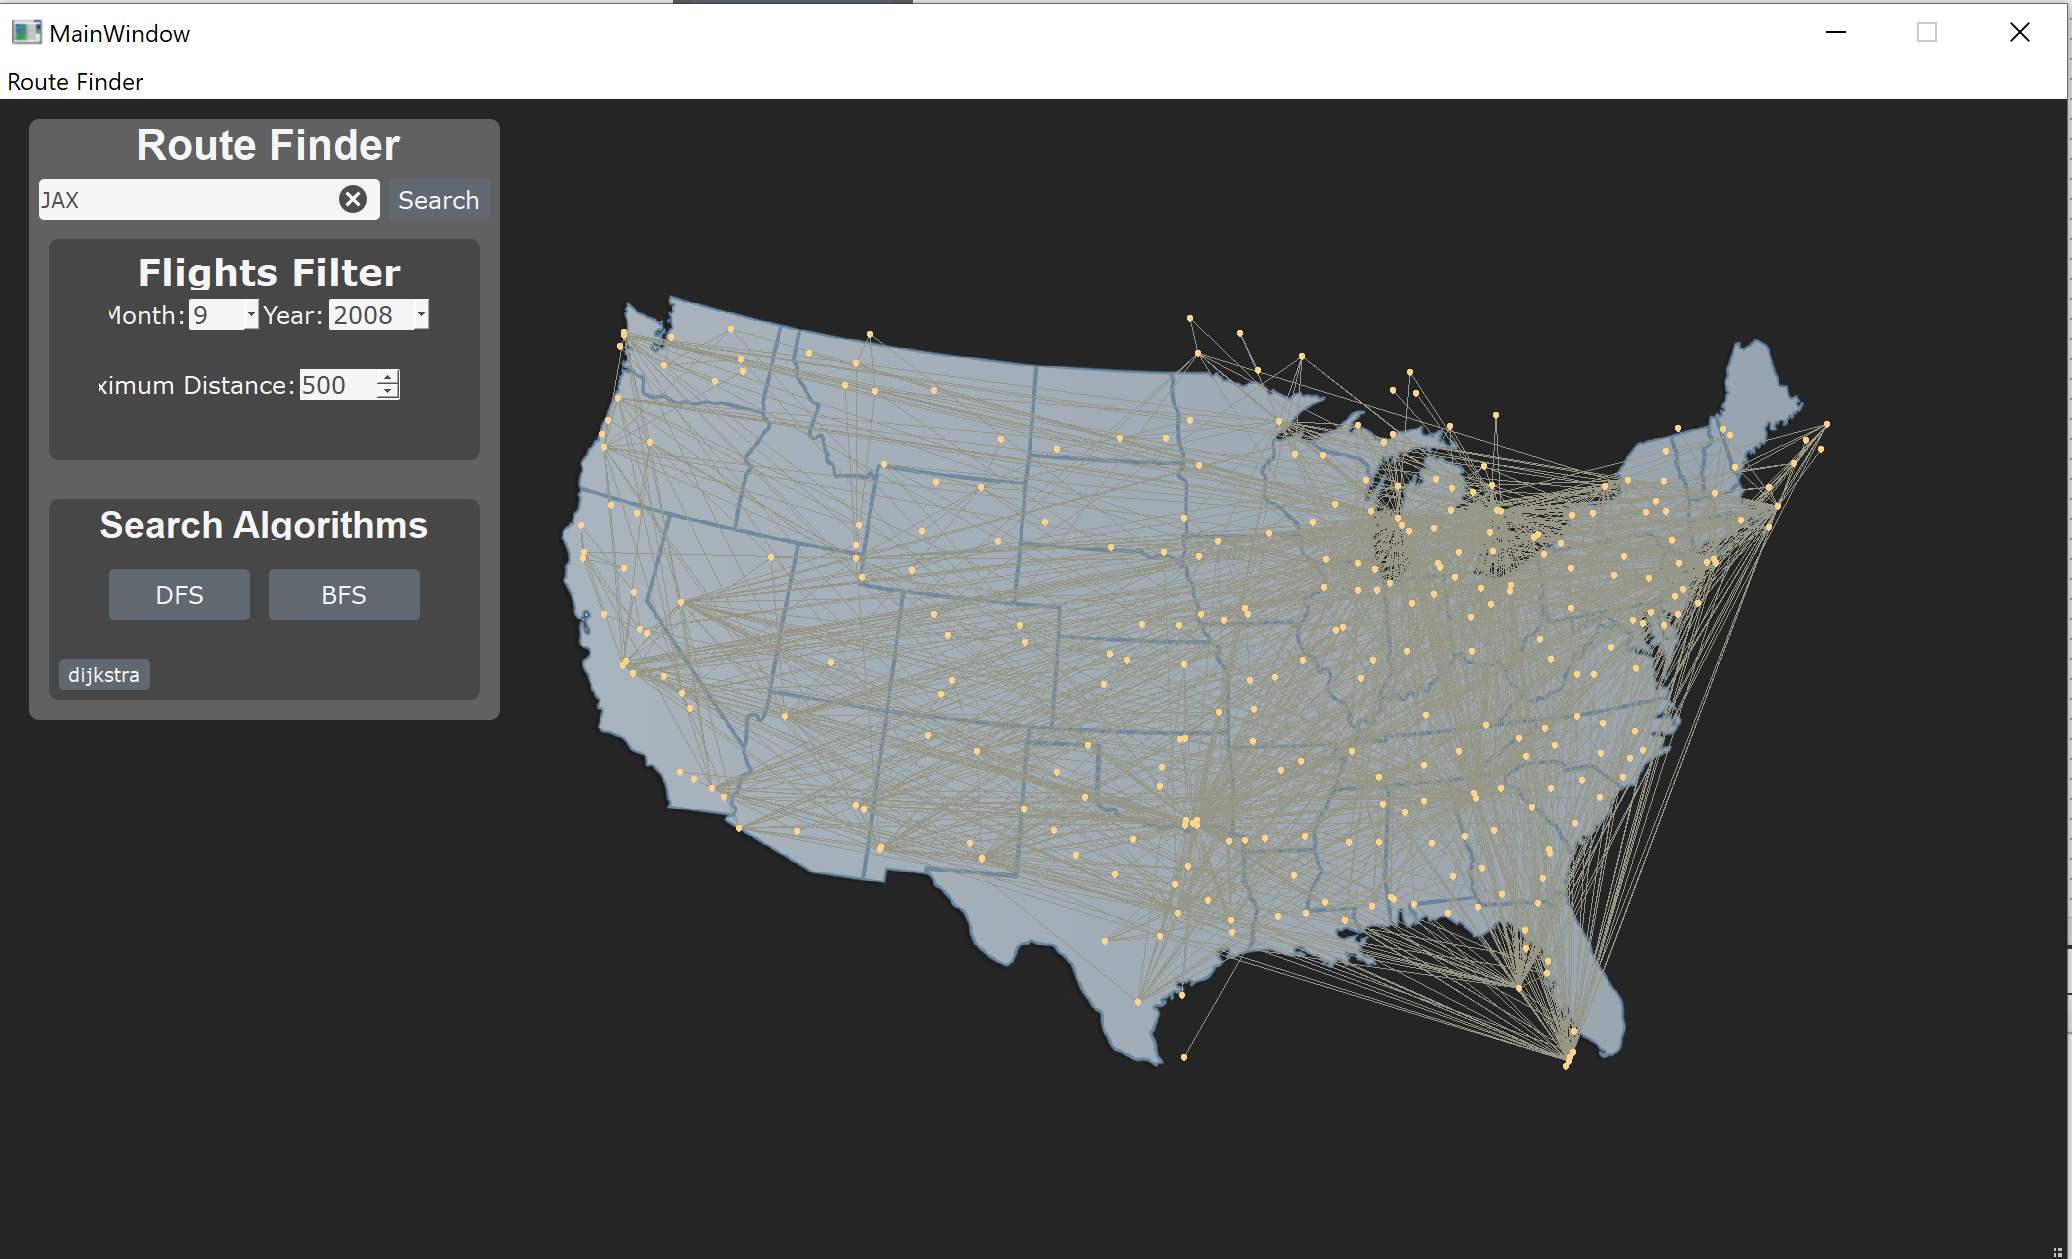 MainWindow
Route Finder
Route Finder
JAX
Search
Flights Filter
Month: 9 Year: 2008
ximum Distance: 500
Search Algorithms
DFS BFS
dijkstra